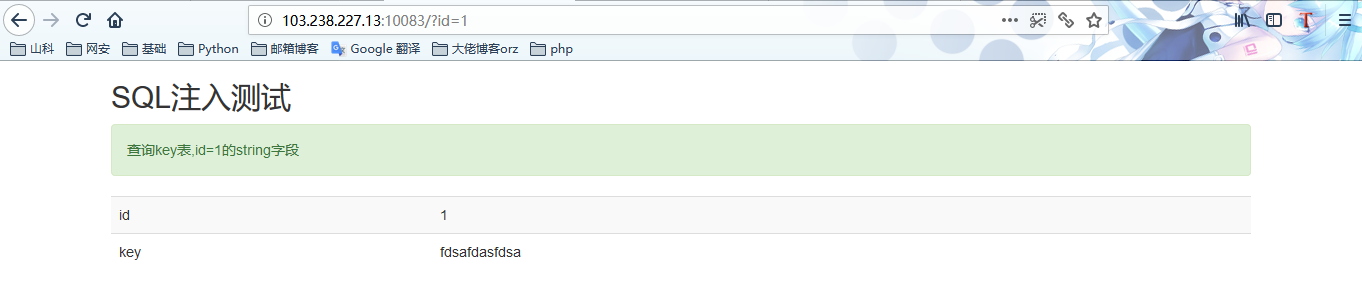 103.238.227.13:10083/?id=1
山科 网安 基础 Python 邮箱博客 Google 翻译 大佬博客orz php
SQL注入测试
查询key表,id=1的string字段
id 1
key fdsafdasfdsa